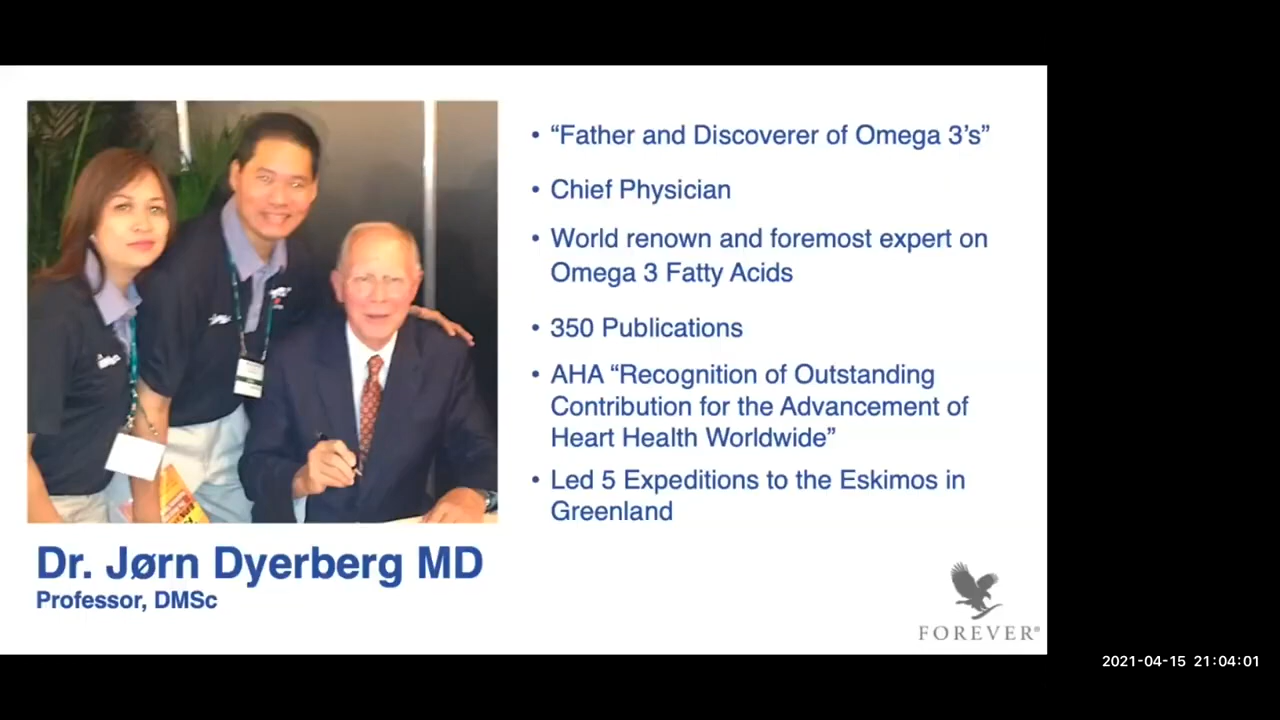 • “Father and Discoverer of Omega 3’s”
• Chief Physician
• World renown and foremost expert on
Omega 3 Fatty Acids
• 350 Publications
• AHA “Recognition of Outstanding
Contribution for the Advancement of
Heart Health Worldwide”
• Led 5 Expeditions to the Eskimos in
Greenland
Dr. Jørn Dyerberg MD
Professor, DMSc
FOREVER®
2021-04-15 21:04:01